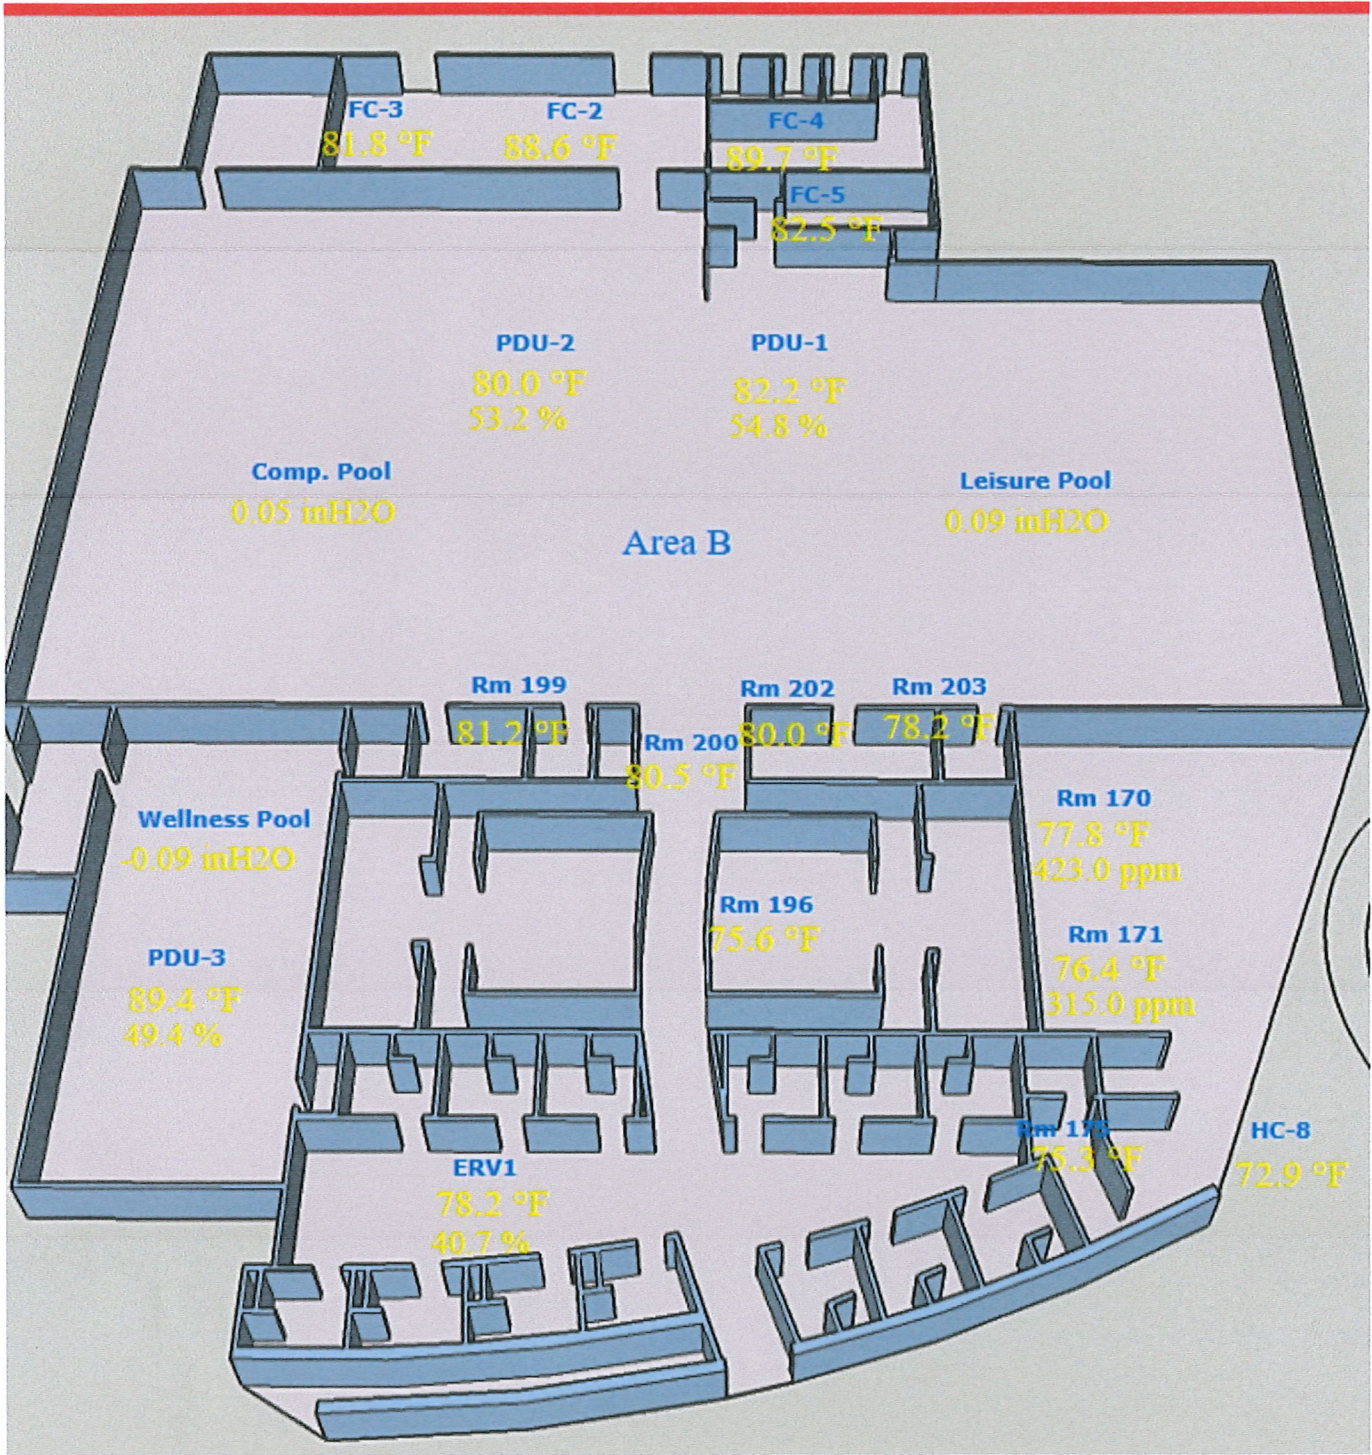 FC-3
81.8 °F
FC-2
88.6 °F
FC-4
89.7 °F
FC-5
82.5 °F
PDU-2
80.0 °F
53.2 %
PDU-1
82.2 °F
54.8 %
Comp. Pool
0.05 inH2O
Leisure Pool
0.09 inH2O
Area B
Rm 199
81.2 °F
Rm 200
80.5 °F
Rm 202
80.0 °F
Rm 203
78.2 °F
Wellness Pool
-0.09 inH2O
Rm 170
77.8 °F
423.0 ppm
Rm 196
75.6 °F
Rm 171
76.4 °F
315.0 ppm
PDU-3
89.4 °F
49.4 %
Rm 175
75.3 °F
HC-8
72.9 °F
ERV1
78.2 °F
40.7 %